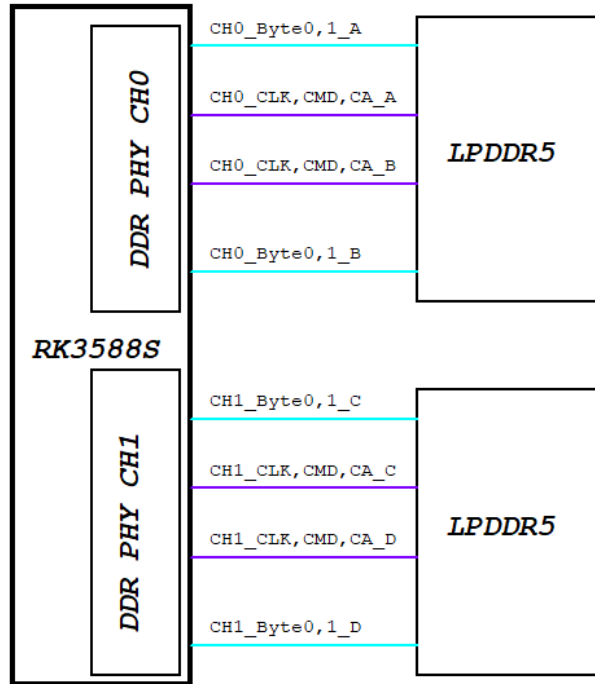 CH0_Byte0,1_A
CH0_CLK,CMD,CA_A
DDR PHY CH0
LPDDR5
CH0_CLK,CMD,CA_B
CH0_Byte0,1_B
RK3588S
CH1_Byte0,1_C
CH1_CLK,CMD,CA_C
DDR PHY CH1
LPDDR5
CH1_CLK,CMD,CA_D
CH1_Byte0,1_D